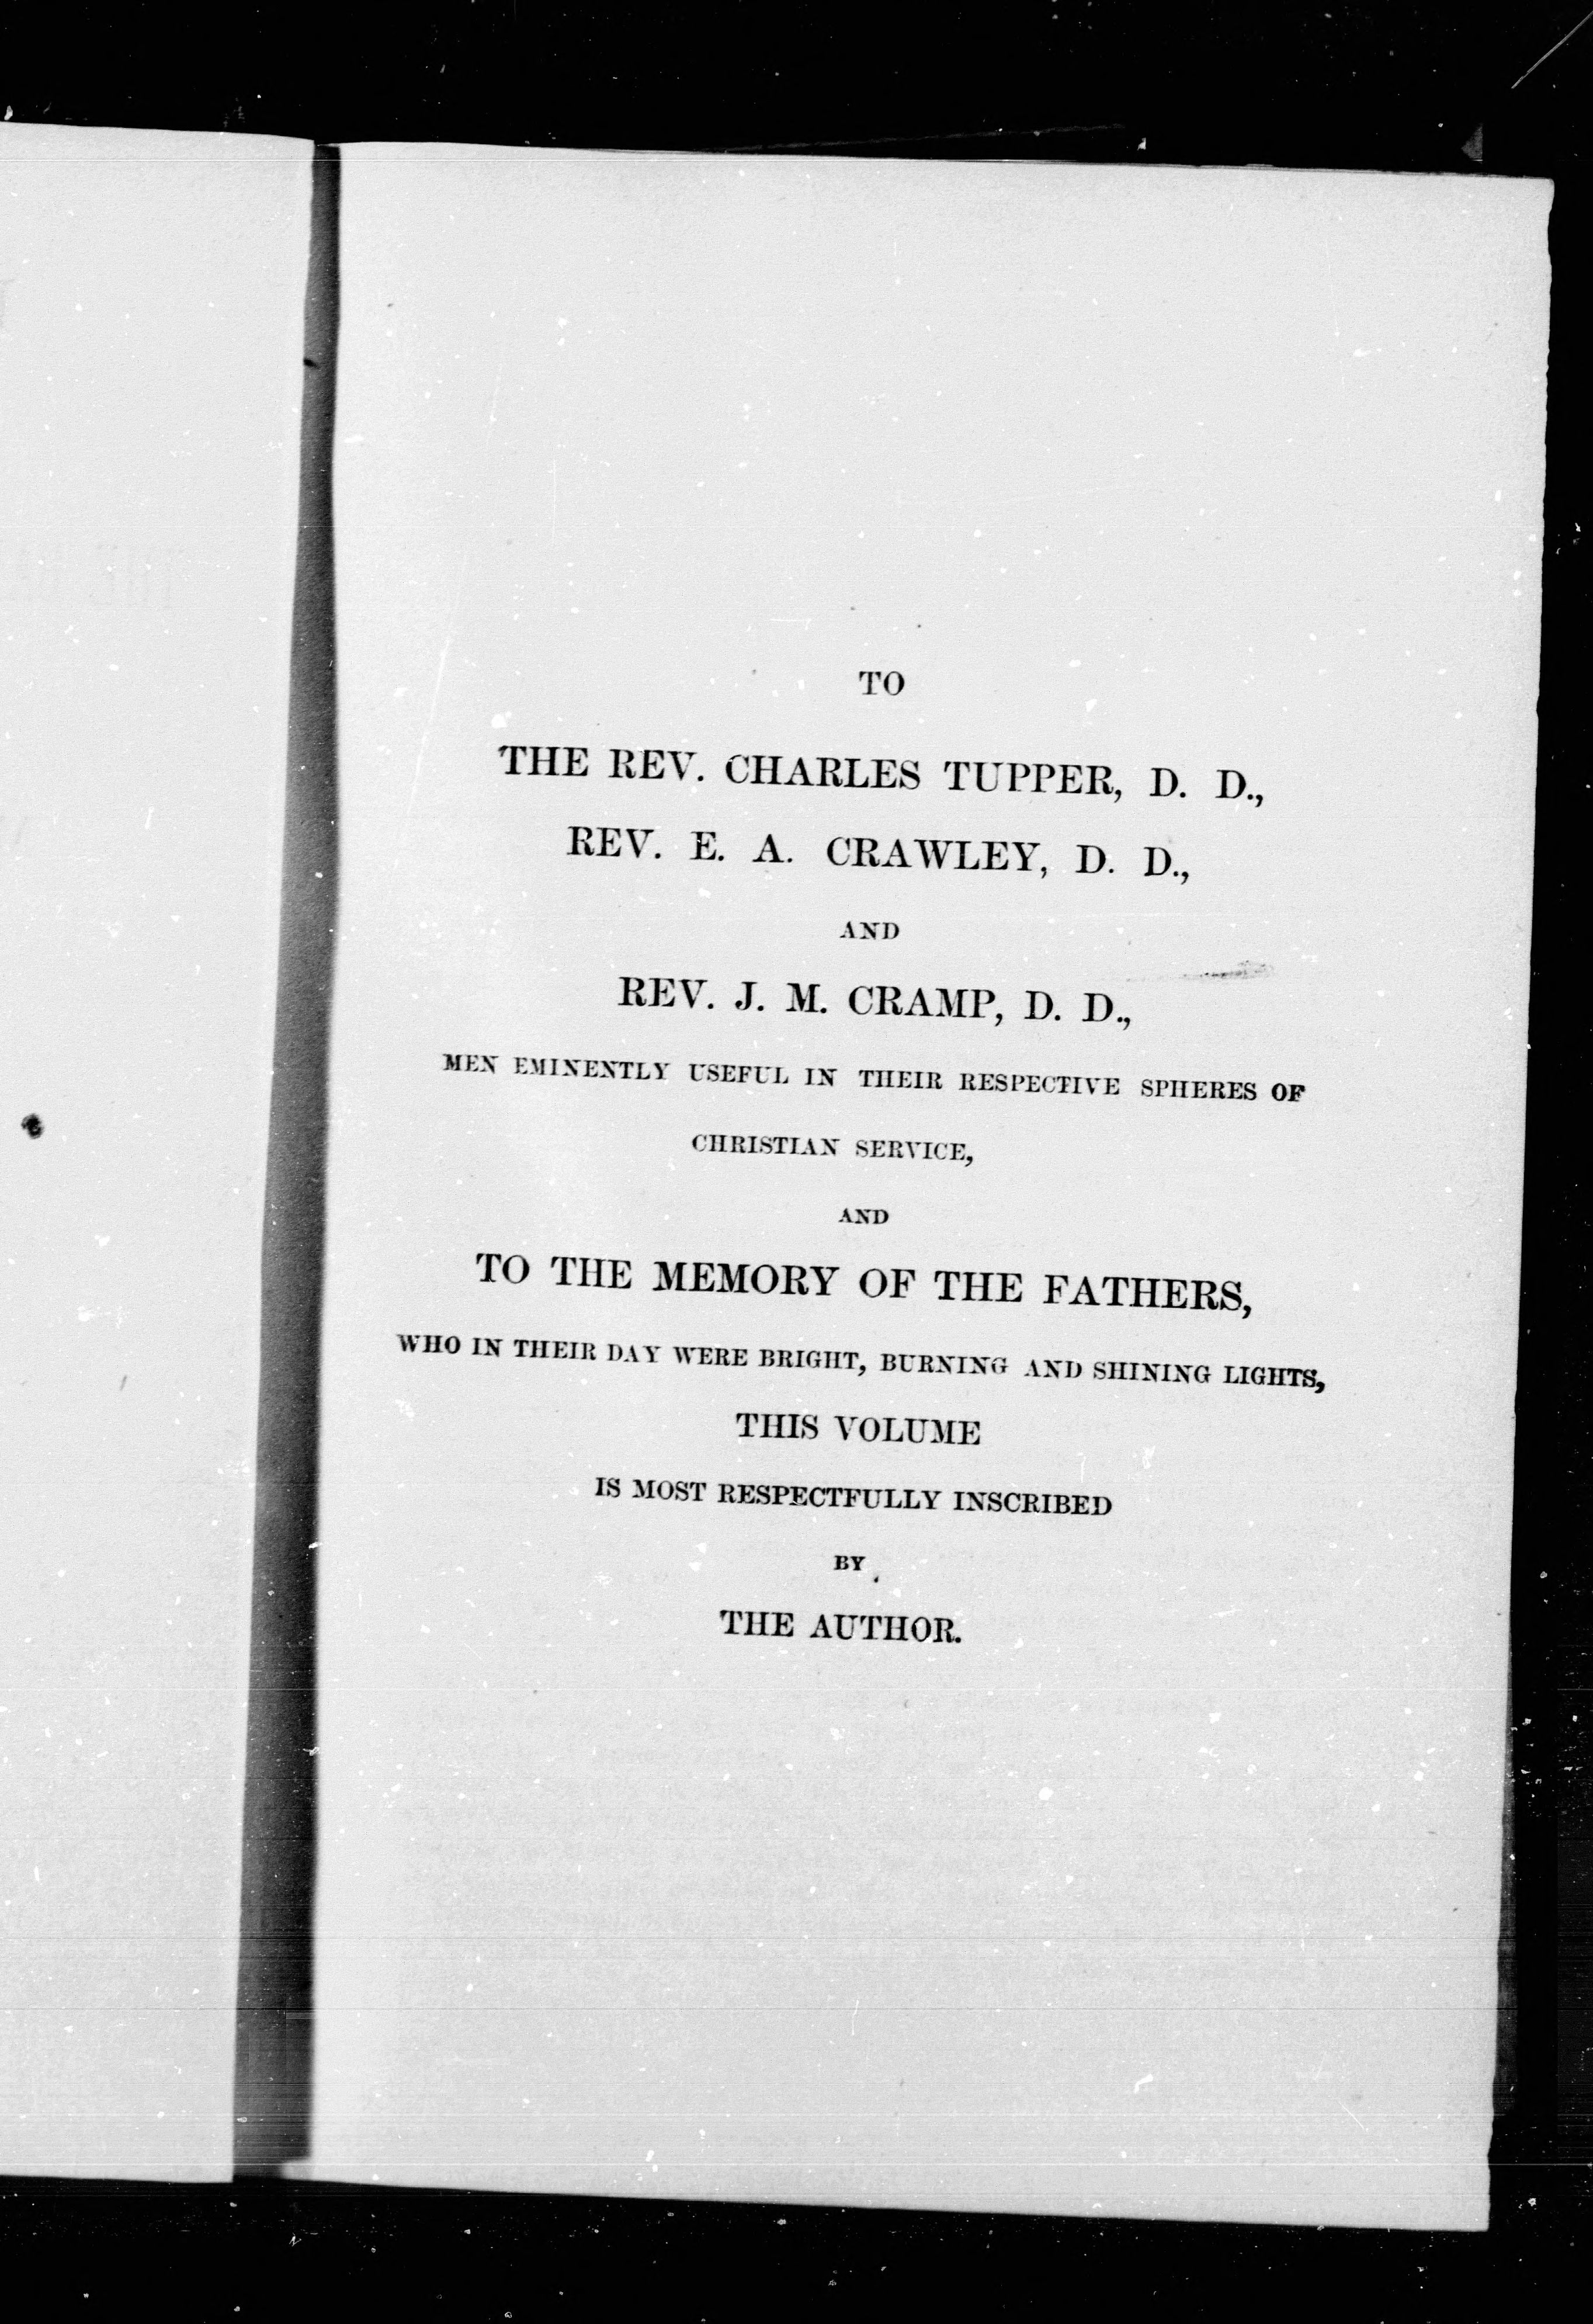 TO
THE REV. CHARLES TUPPER, D. D.,
REV. E. A. CRAWLEY, D. D.,
AND
REV. J. M. CRAMP, D. D.,
MEN EMINENTLY USEFUL IN THEIR RESPECTIVE SPHERES OF
CHRISTIAN SERVICE,
AND
TO THE MEMORY OF THE FATHERS,
WHO IN THEIR DAY WERE BRIGHT, BURNING AND SHINING LIGHTS,
THIS VOLUME
IS MOST RESPECTFULLY INSCRIBED
BY
THE AUTHOR.